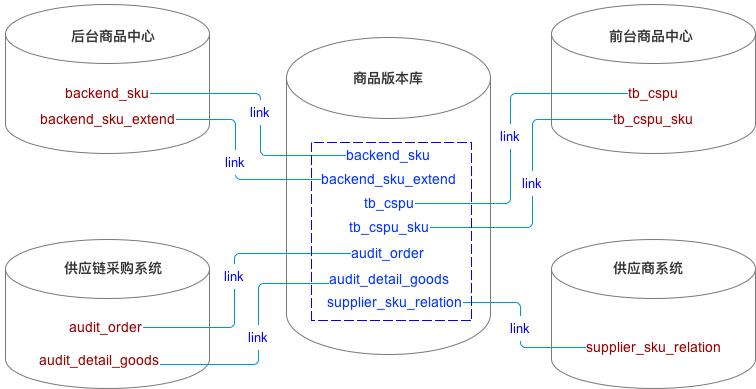 后台商品中心
backend_sku
backend_sku_extend
link
link
商品版本库
backend_sku
backend_sku_extend
tb_cspu
tb_cspu_sku
audit_order
audit_detail_goods
supplier_sku_relation
前台商品中心
tb_cspu
tb_cspu_sku
link
link
供应链采购系统
audit_order
audit_detail_goods
link
link
供应商系统
supplier_sku_relation
link